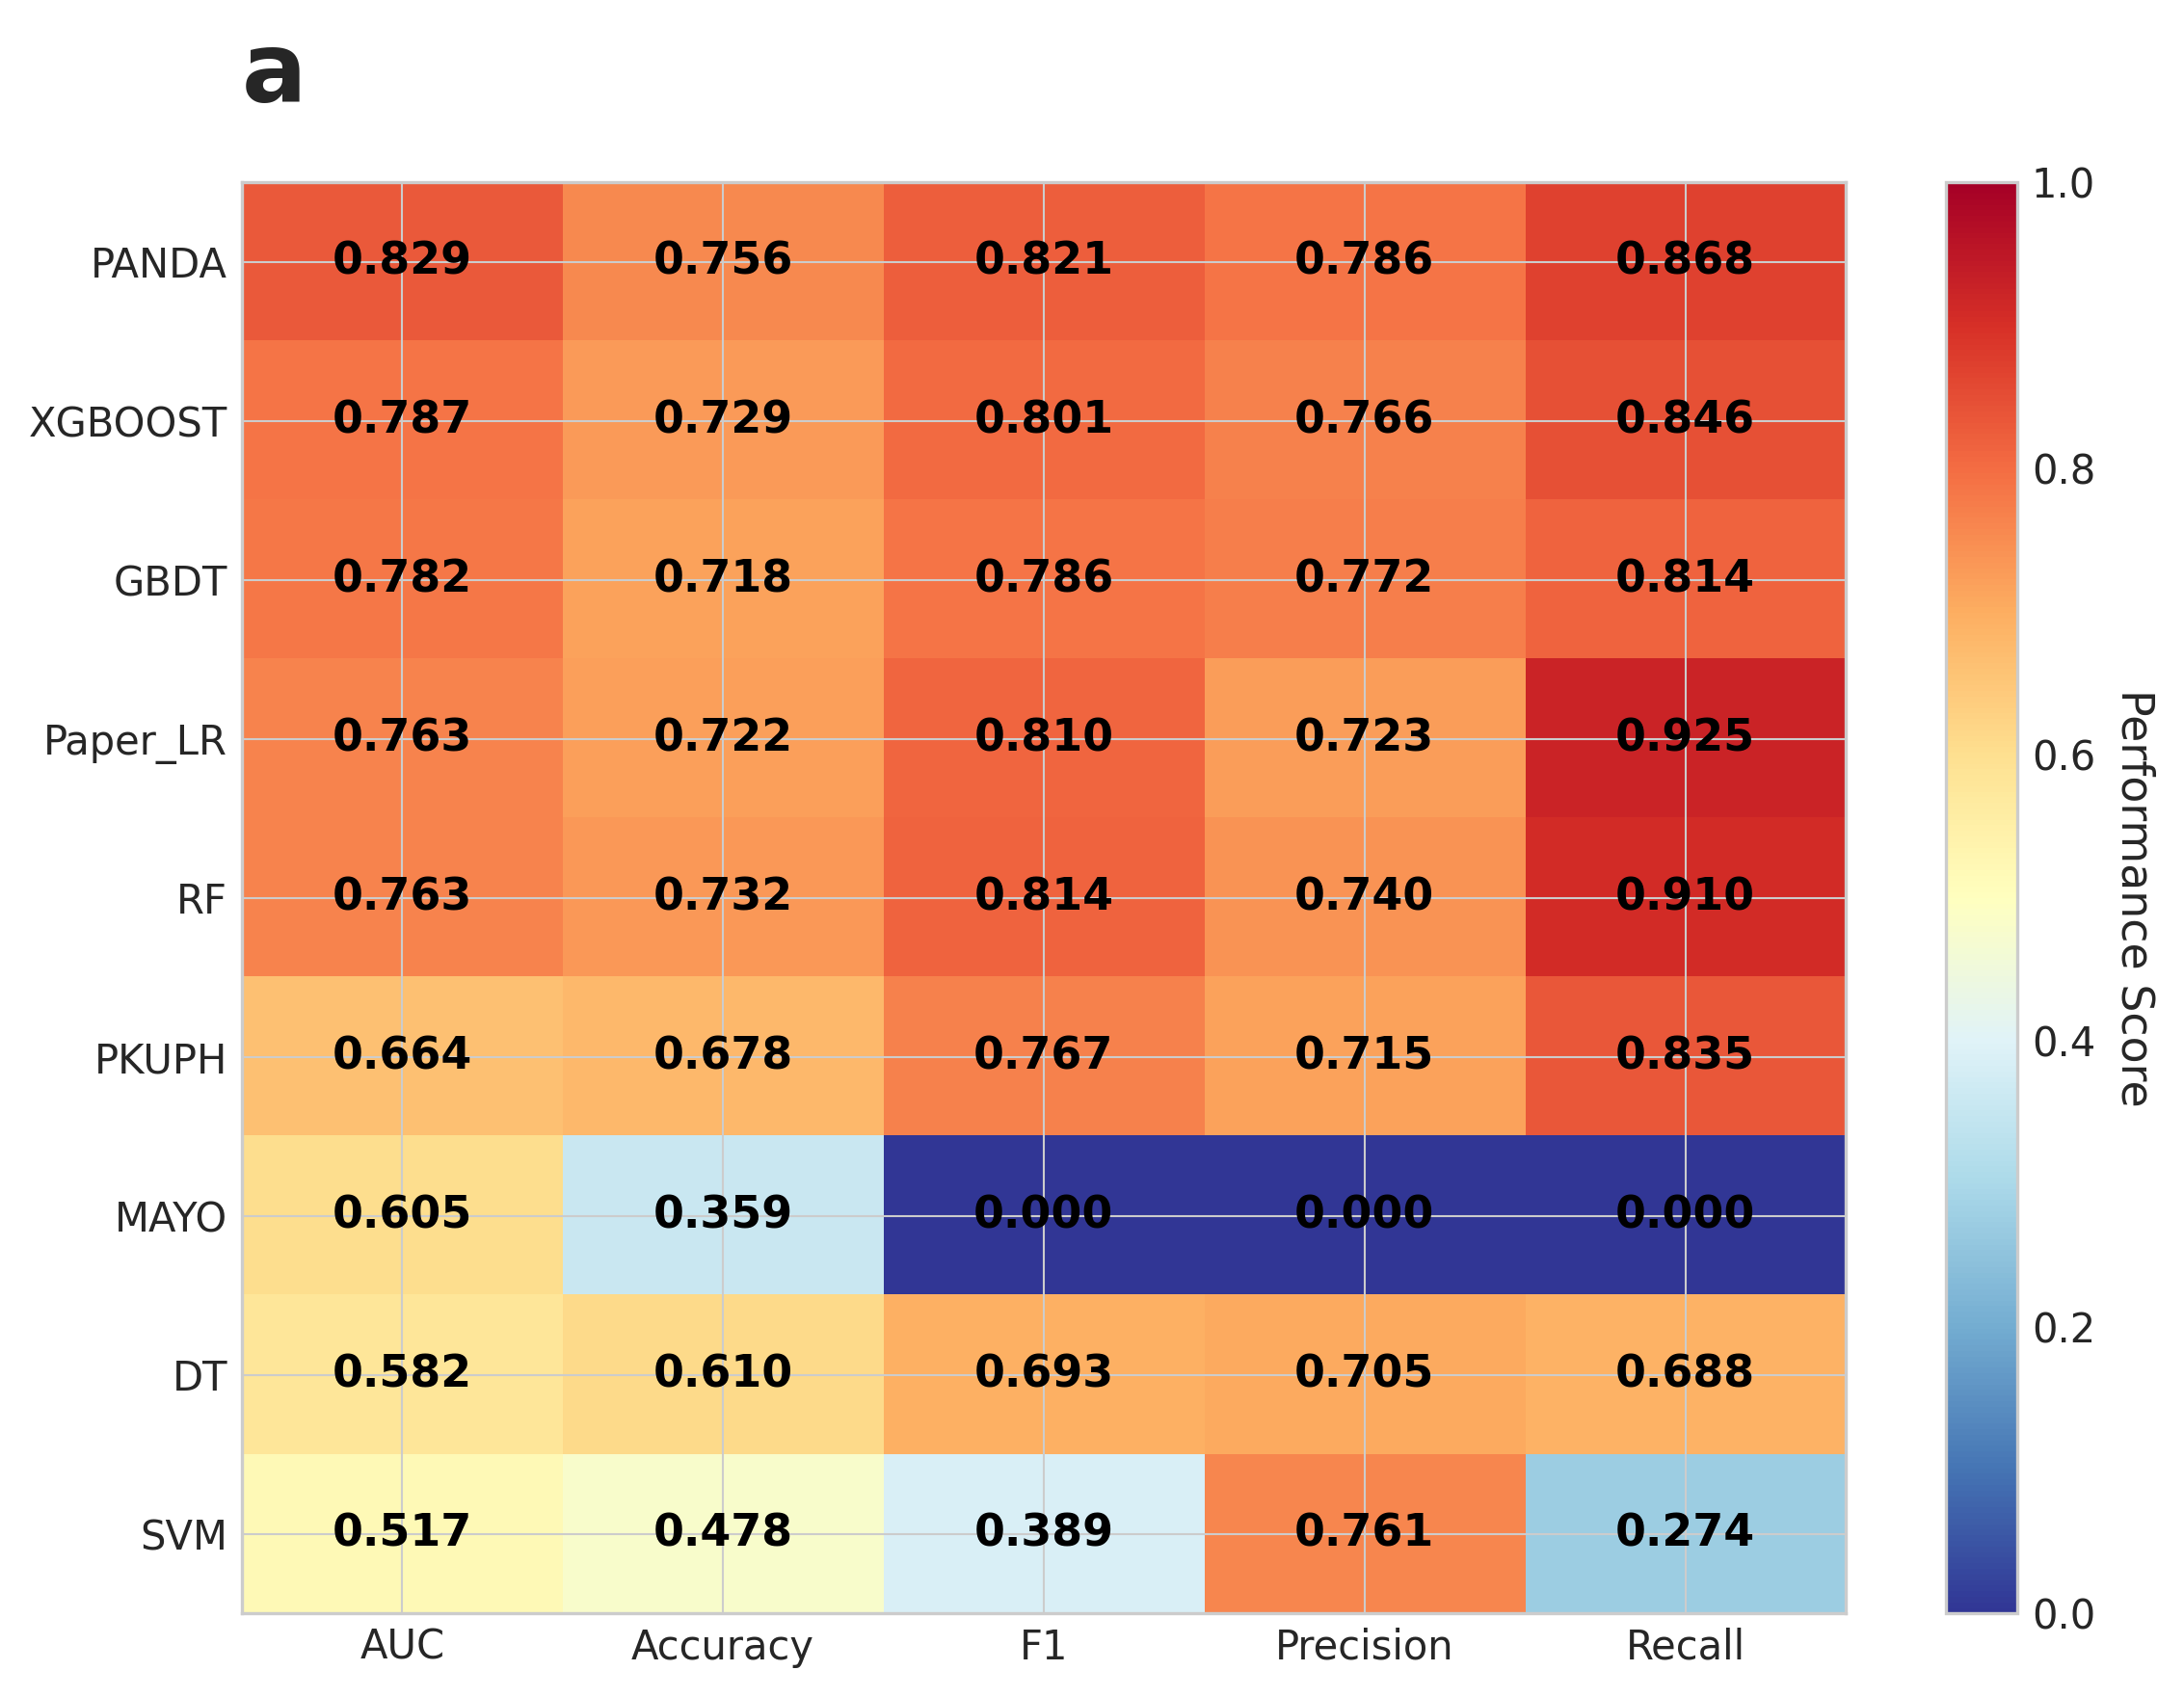 a
PANDA 0.829 0.756 0.821 0.786 0.868
XGBOOST 0.787 0.729 0.801 0.766 0.846
GBDT 0.782 0.718 0.786 0.772 0.814
Paper_LR 0.763 0.722 0.810 0.723 0.925
RF 0.763 0.732 0.814 0.740 0.910
PKUPH 0.664 0.678 0.767 0.715 0.835
MAYO 0.605 0.359 0.000 0.000 0.000
DT 0.582 0.610 0.693 0.705 0.688
SVM 0.517 0.478 0.389 0.761 0.274
AUC Accuracy F1 Precision Recall
1.0
0.8
0.6
0.4
0.2
0.0
Performance Score